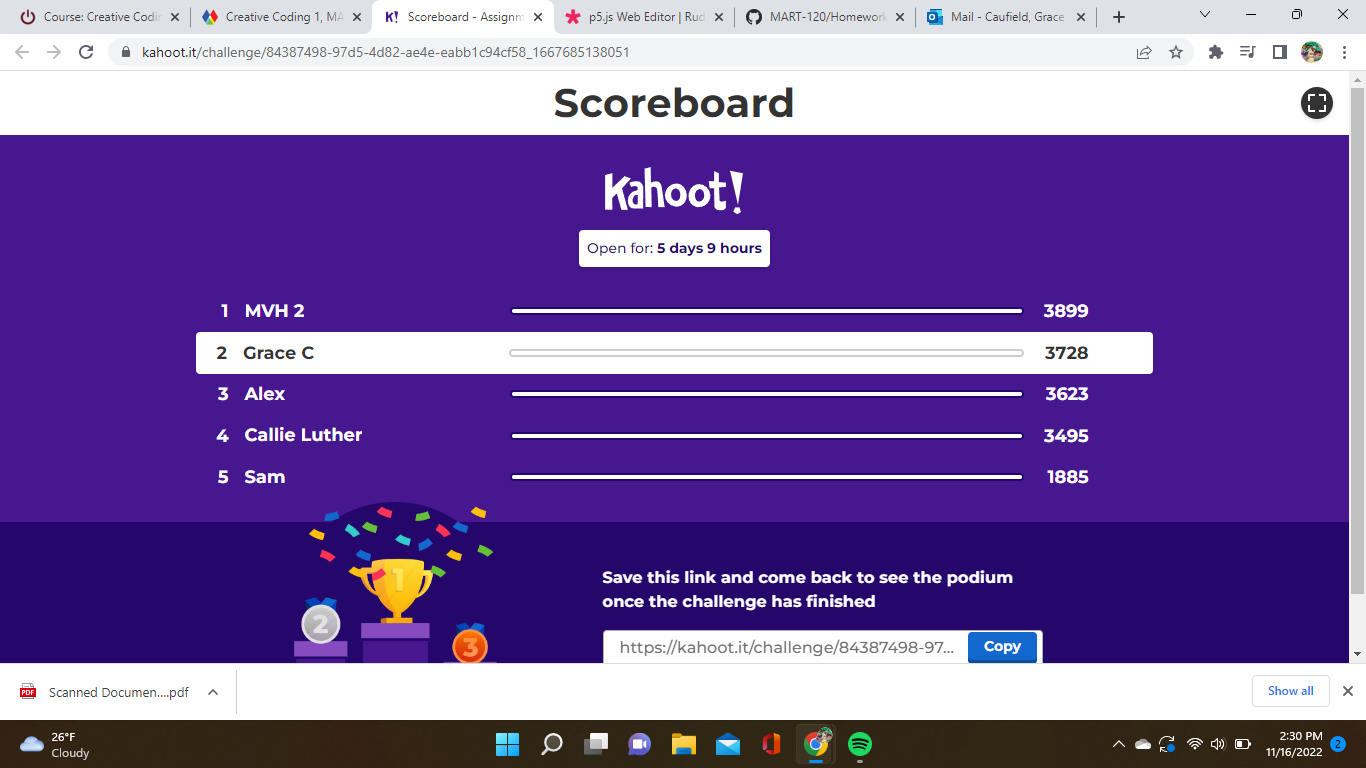 Course: Creative Codi
Creative Coding 1, MA
K! Scoreboard - Assignm
p5.js Web Editor | Rud
MART-120/Homework
Mail - Caufield, Grace
kahoot.it/challenge/84387498-97d5-4d82-ae4e-eabb1c94cf58_1667685138051
Scoreboard
Kahoot!
Open for: 5 days 9 hours
1 MVH 2 3899
2 Grace C 3728
3 Alex 3623
4 Callie Luther 3495
5 Sam 1885
1
2
3
Save this link and come back to see the podium
once the challenge has finished
https://kahoot.it/challenge/84387498-97...
Copy
PDF
Scanned Documen....pdf
Show all
26°F
Cloudy
2:30 PM
11/16/2022
2